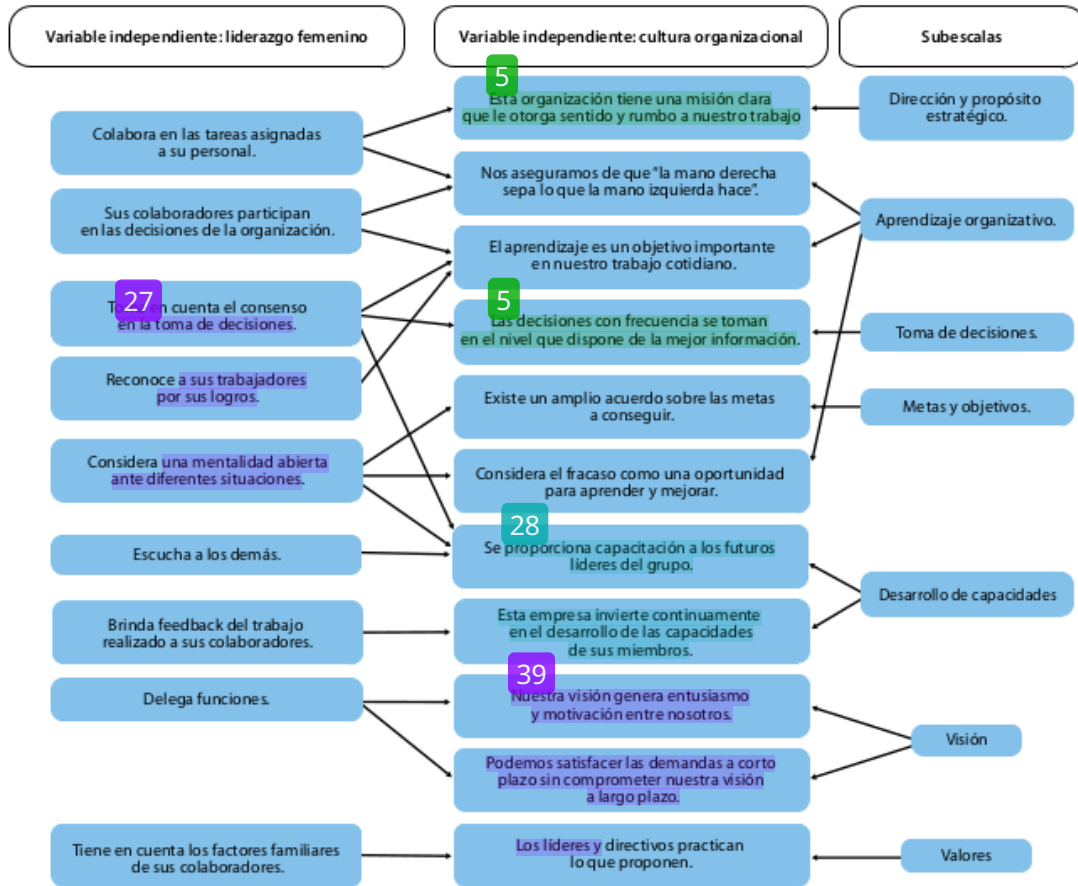 Variable independiente: liderazgo femenino
Variable independiente: cultura organizacional
Subescalas
Colabora en las tareas asignadas
a su personal.
Sus colaboradores participan
en las decisiones de la organización.
27
en cuenta el consenso
en la toma de decisiones.
Reconoce a sus trabajadores
por sus logros.
Considera una mentalidad abierta
ante diferentes situaciones.
Escucha a los demás.
Brinda feedback del trabajo
realizado a sus colaboradores.
Delega funciones.
Tiene en cuenta los factores familiares
de sus colaboradores.
5
Esta organización tiene una misión clara
que le otorga sentido y rumbo a nuestro trabajo
Nos aseguramos de que “la mano derecha
sepa lo que la mano izquierda hace”.
El aprendizaje es un objetivo importante
en nuestro trabajo cotidiano.
5
Las decisiones con frecuencia se toman
en el nivel que dispone de la mejor información.
Existe un amplio acuerdo sobre las metas
a conseguir.
Considera el fracaso como una oportunidad
para aprender y mejorar.
28
Se proporciona capacitación a los futuros
líderes del grupo.
Esta empresa invierte continuamente
en el desarrollo de las capacidades
de sus miembros.
39
Nuestra visión genera entusiasmo
y motivación entre nosotros.
Podemos satisfacer las demandas a corto
plazo sin comprometer nuestra visión
a largo plazo.
Los líderes y directivos practican
lo que proponen.
Dirección y propósito
estratégico.
Aprendizaje organizativo.
Toma de decisiones.
Metas y objetivos.
Desarrollo de capacidades
Visión
Valores